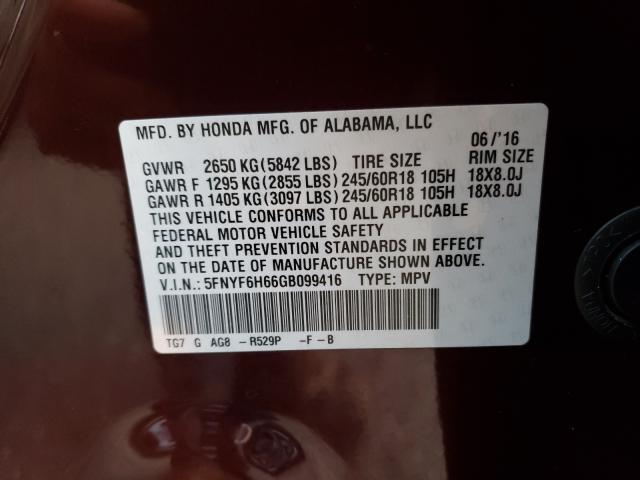 MFD. BY HONDA MFG. OF ALABAMA, LLC
06/'16
GVWR 2650 KG(5842 LBS) TIRE SIZE RIM SIZE
GAWR F 1295 KG(2855 LBS) 245/60R18 105H 18X8.0J
GAWR R 1405 KG(3097 LBS) 245/60R18 105H 18X8.0J
THIS VEHICLE CONFORMS TO ALL APPLICABLE
FEDERAL MOTOR VEHICLE SAFETY
AND THEFT PREVENTION STANDARDS IN EFFECT
ON THE DATE OF MANUFACTURE SHOWN ABOVE.
V.I.N.: 5FNYF6H66GB099416 TYPE: MPV
TG7 G AG8 - R529P -F-B